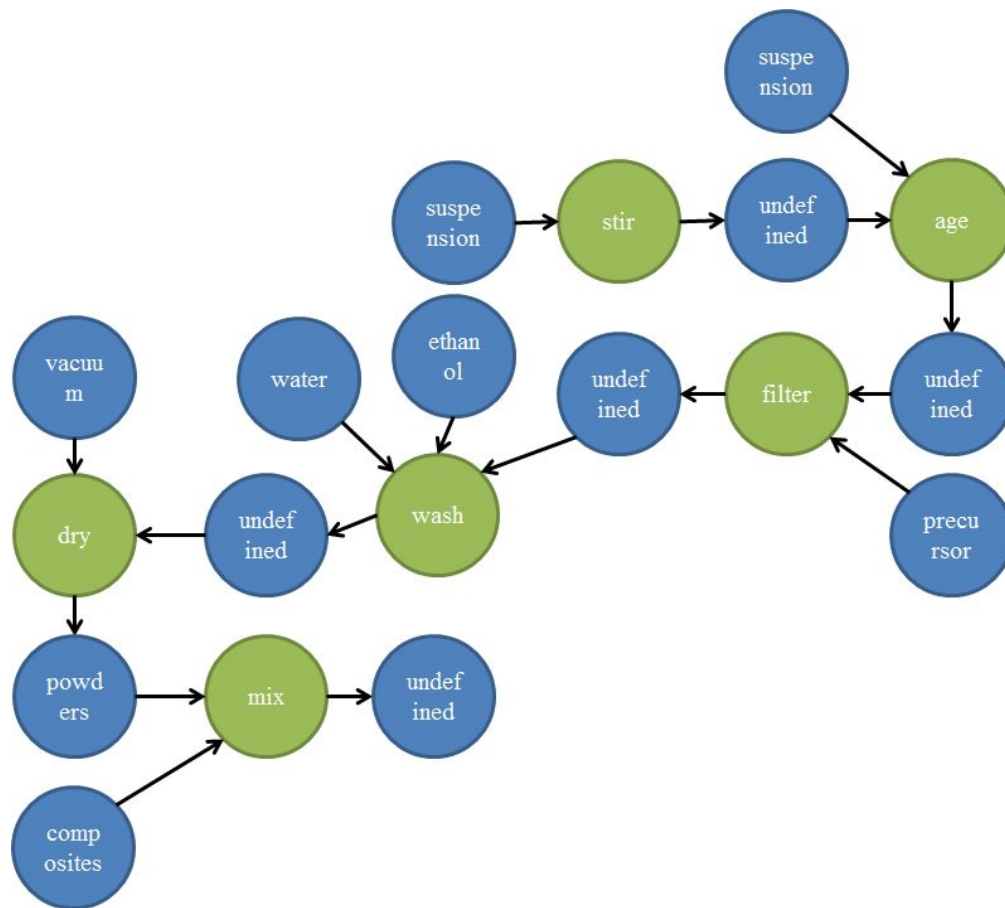 suspe
nsion
suspe
nsion
stir
undef
ined
age
vacuu
m
water
ethan
ol
undef
ined
filter
undef
ined
dry
undef
ined
wash
precu
rsor
powd
ers
mix
undef
ined
comp
osites